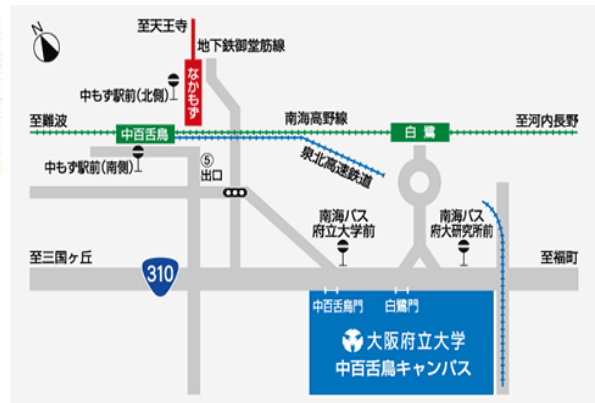 至天王寺
N
地下鉄御堂筋線
なかもず
中もず駅前(北側)
南海高野線
至難波
中百舌鳥
白鷺
至河内長野
中もず駅前(南側)
⑤
出口
泉北高速鉄道
南海バス
府立大学前
南海バス
府大研究所前
至三国ヶ丘
310
至福町
中百舌鳥門
白鷺門
大阪府立大学
中百舌鳥キャンパス